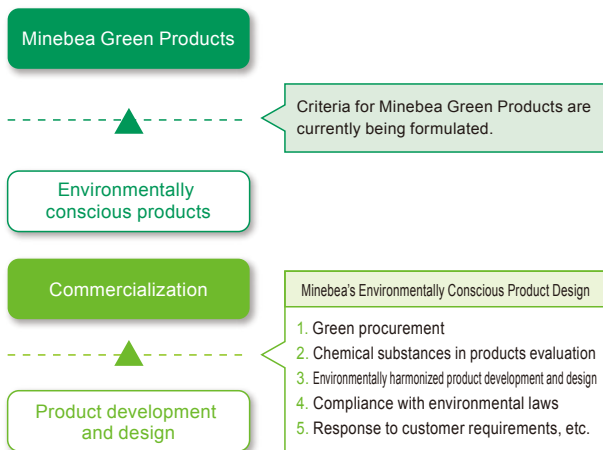 Minebea Green Products
Criteria for Minebea Green Products are
currently being formulated.
Environmentally
conscious products
Commercialization
Minebea's Environmentally Conscious Product Design
1. Green procurement
2. Chemical substances in products evaluation
3. Environmentally harmonized product development and design
4. Compliance with environmental laws
5. Response to customer requirements, etc.
Product development
and design